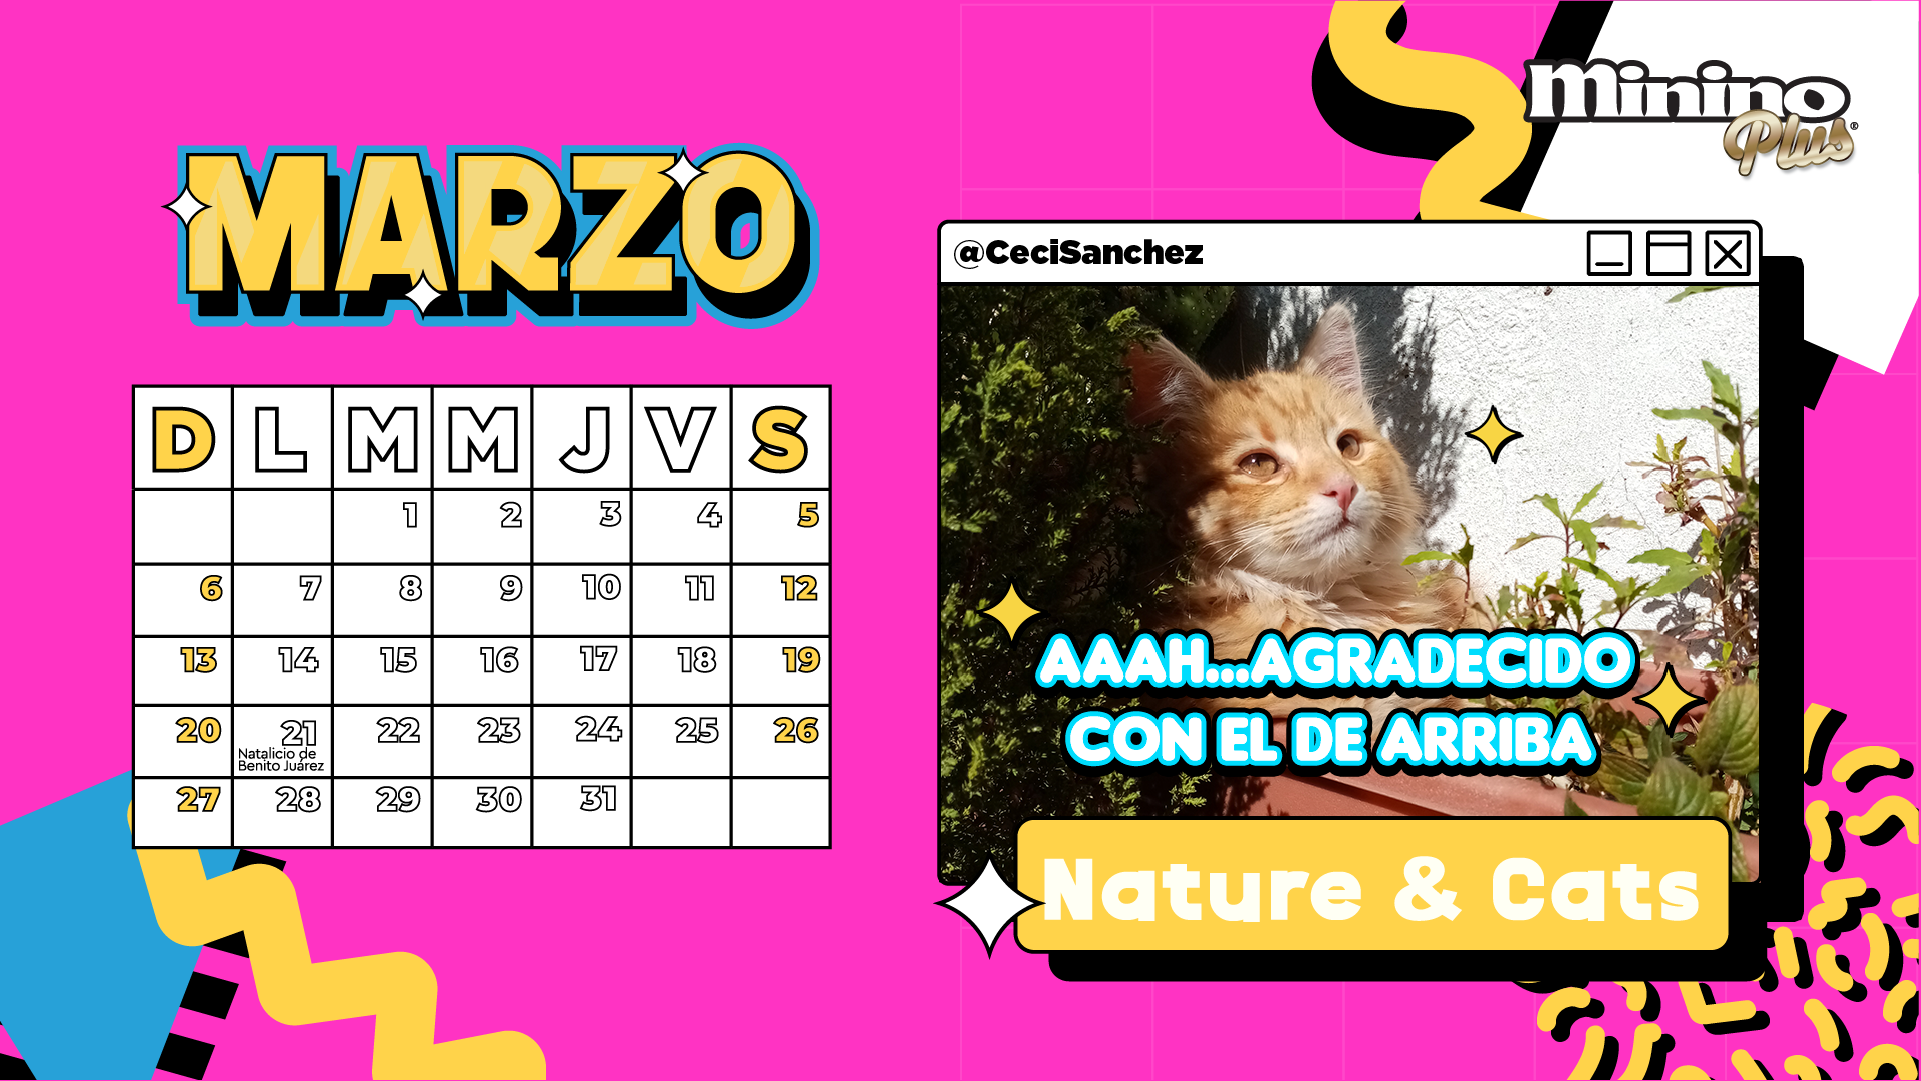 minino
Plus®
MARZO
@CeciSanchez
D L M M J V S
1 2 3 4 5
6 7 8 9 10 11 12
13 14 15 16 17 18 19
20 21 22 23 24 25 26
Natalicio de
Benito Juárez
27 28 29 30 31
AAAH...AGRADECIDO
CON EL DE ARRIBA
Nature & Cats